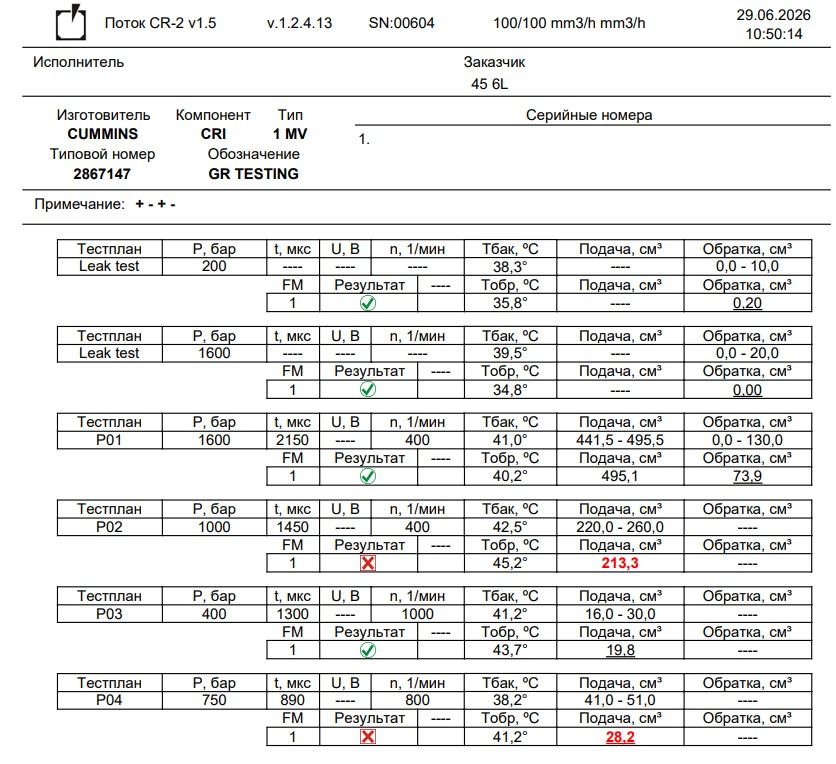 Поток CR-2 v1.5 v.1.2.4.13 SN:00604 100/100 mm3/h mm3/h 29.06.2026
10:50:14
Исполнитель Заказчик
45 6L
Изготовитель Компонент Тип Серийные номера
CUMMINS CRI 1 MV 1.
Типовой номер Обозначение
2867147 GR TESTING
Примечание: + - + -
Тестплан P, бар t, мкс U, В n, 1/мин Тбак, ºC Подача, см³ Обратка, см³
Leak test 200 ---- ---- ---- 38,3° ---- 0,0 - 10,0
FM Результат ---- Тобр, ºC Подача, см³ Обратка, см³
1 35,8° ---- 0,20
Тестплан P, бар t, мкс U, В n, 1/мин Тбак, ºC Подача, см³ Обратка, см³
Leak test 1600 ---- ---- ---- 39,5° ---- 0,0 - 20,0
FM Результат ---- Тобр, ºC Подача, см³ Обратка, см³
1 34,8° ---- 0,00
Тестплан P, бар t, мкс U, В n, 1/мин Тбак, ºC Подача, см³ Обратка, см³
P01 1600 2150 ---- 400 41,0° 441,5 - 495,5 0,0 - 130,0
FM Результат ---- Тобр, ºC Подача, см³ Обратка, см³
1 40,2° 495,1 73,9
Тестплан P, бар t, мкс U, В n, 1/мин Тбак, ºC Подача, см³ Обратка, см³
P02 1000 1450 ---- 400 42,5° 220,0 - 260,0 ----
FM Результат ---- Тобр, ºC Подача, см³ Обратка, см³
1 45,2° 213,3 ----
Тестплан P, бар t, мкс U, В n, 1/мин Тбак, ºC Подача, см³ Обратка, см³
P03 400 1300 ---- 1000 41,2° 16,0 - 30,0 ----
FM Результат ---- Тобр, ºC Подача, см³ Обратка, см³
1 43,7° 19,8 ----
Тестплан P, бар t, мкс U, В n, 1/мин Тбак, ºC Подача, см³ Обратка, см³
P04 750 890 ---- 800 38,2° 41,0 - 51,0 ----
FM Результат ---- Тобр, ºC Подача, см³ Обратка, см³
1 41,2° 28,2 ----